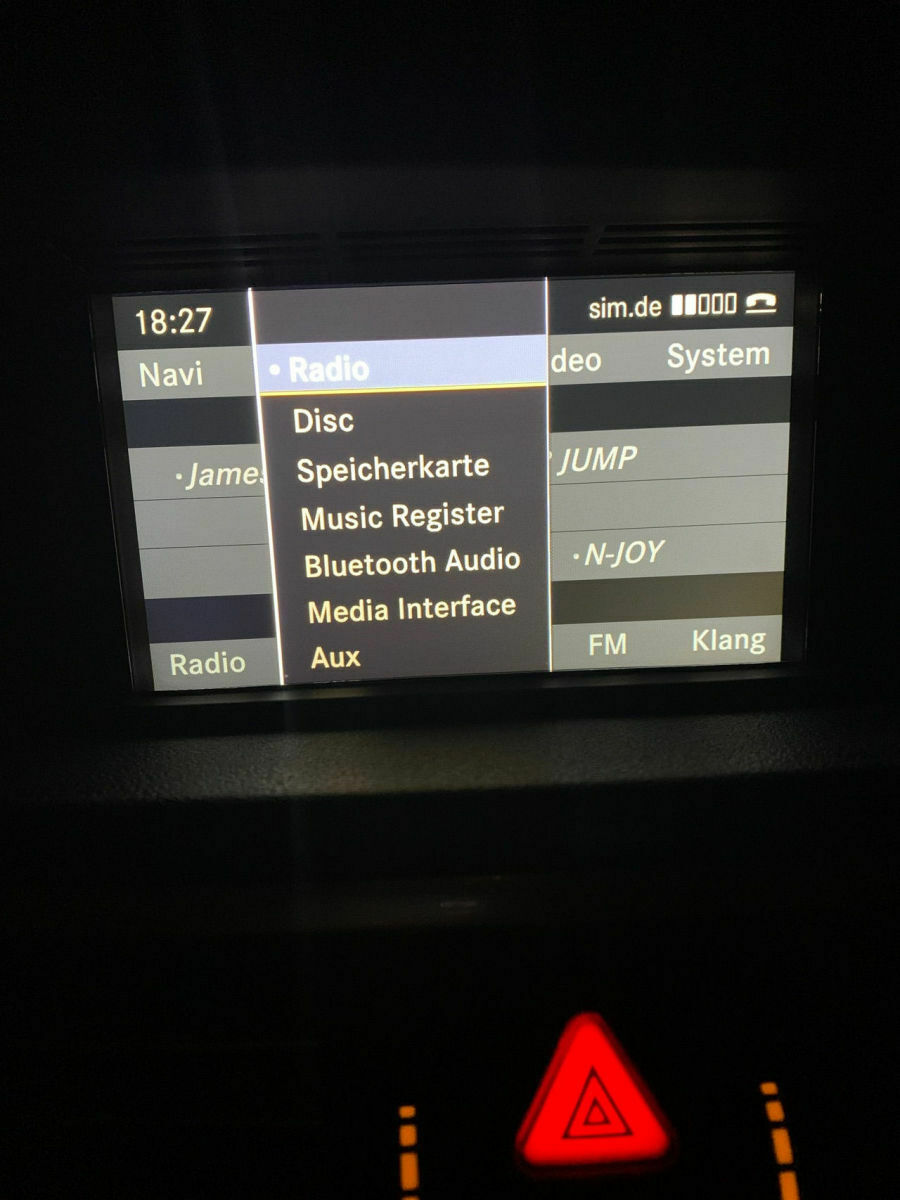 18:27 sim.de
Navi • Radio deo System
Disc
•James Speicherkarte JUMP
Music Register
Bluetooth Audio •N-JOY
Media Interface
Radio Aux FM Klang